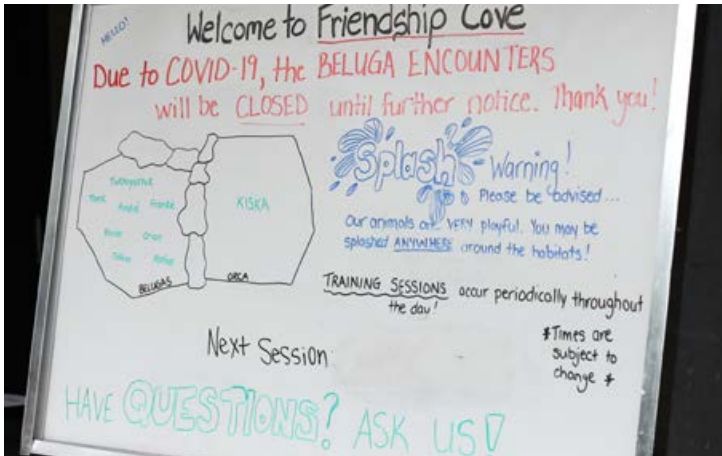 HELLO!
Welcome to Friendship Cove
Due to COVID-19, the BELUGA ENCOUNTERS
will be CLOSED until further notice. Thank you!
Splash Warning!
Please be advised...
Our animals are VERY playful. You may be
splashed ANYWHERE around the habitats!
KISKA
BELUGAS
ORCA
TRAINING SESSIONS occur periodically throughout
the day!
Next Session:
*Times are
subject to
change *
HAVE QUESTIONS? ASK US!